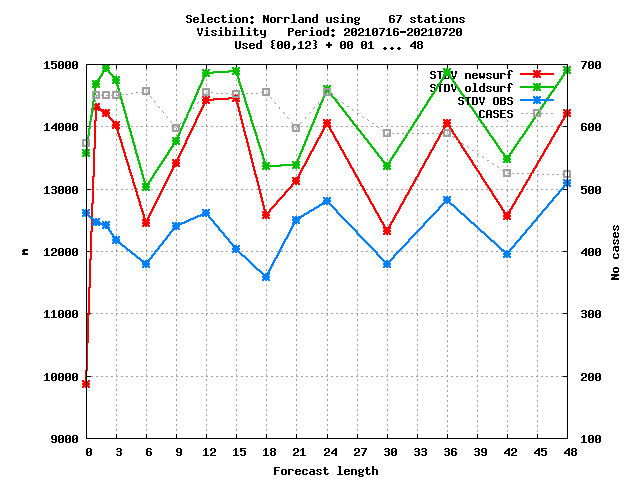 Selection: Norrland using    67 stations
Visibility   Period: 20210716-20210720
Used {00,12} + 00 01 ... 48
15000
14000
13000
12000
11000
10000
9000
700
600
500
400
300
200
100
STDV newsurf
STDV oldsurf
STDV OBS
CASES
m
No cases
0 3 6 9 12 15 18 21 24 27 30 33 36 39 42 45 48
Forecast length